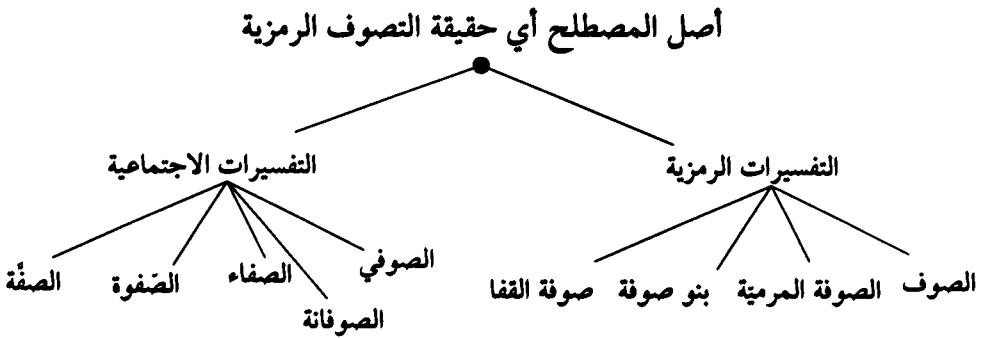 أصل المصطلح أي حقيقة التصوف الرمزية
التفسيرات الرمزية
التفسيرات الاجتماعية
الصوف
الصوفة المرميّة
بنو صوفة
صوفة القفا
الصوفي
الصفاء
الصّفوة
الصفَّة
الصوفانة